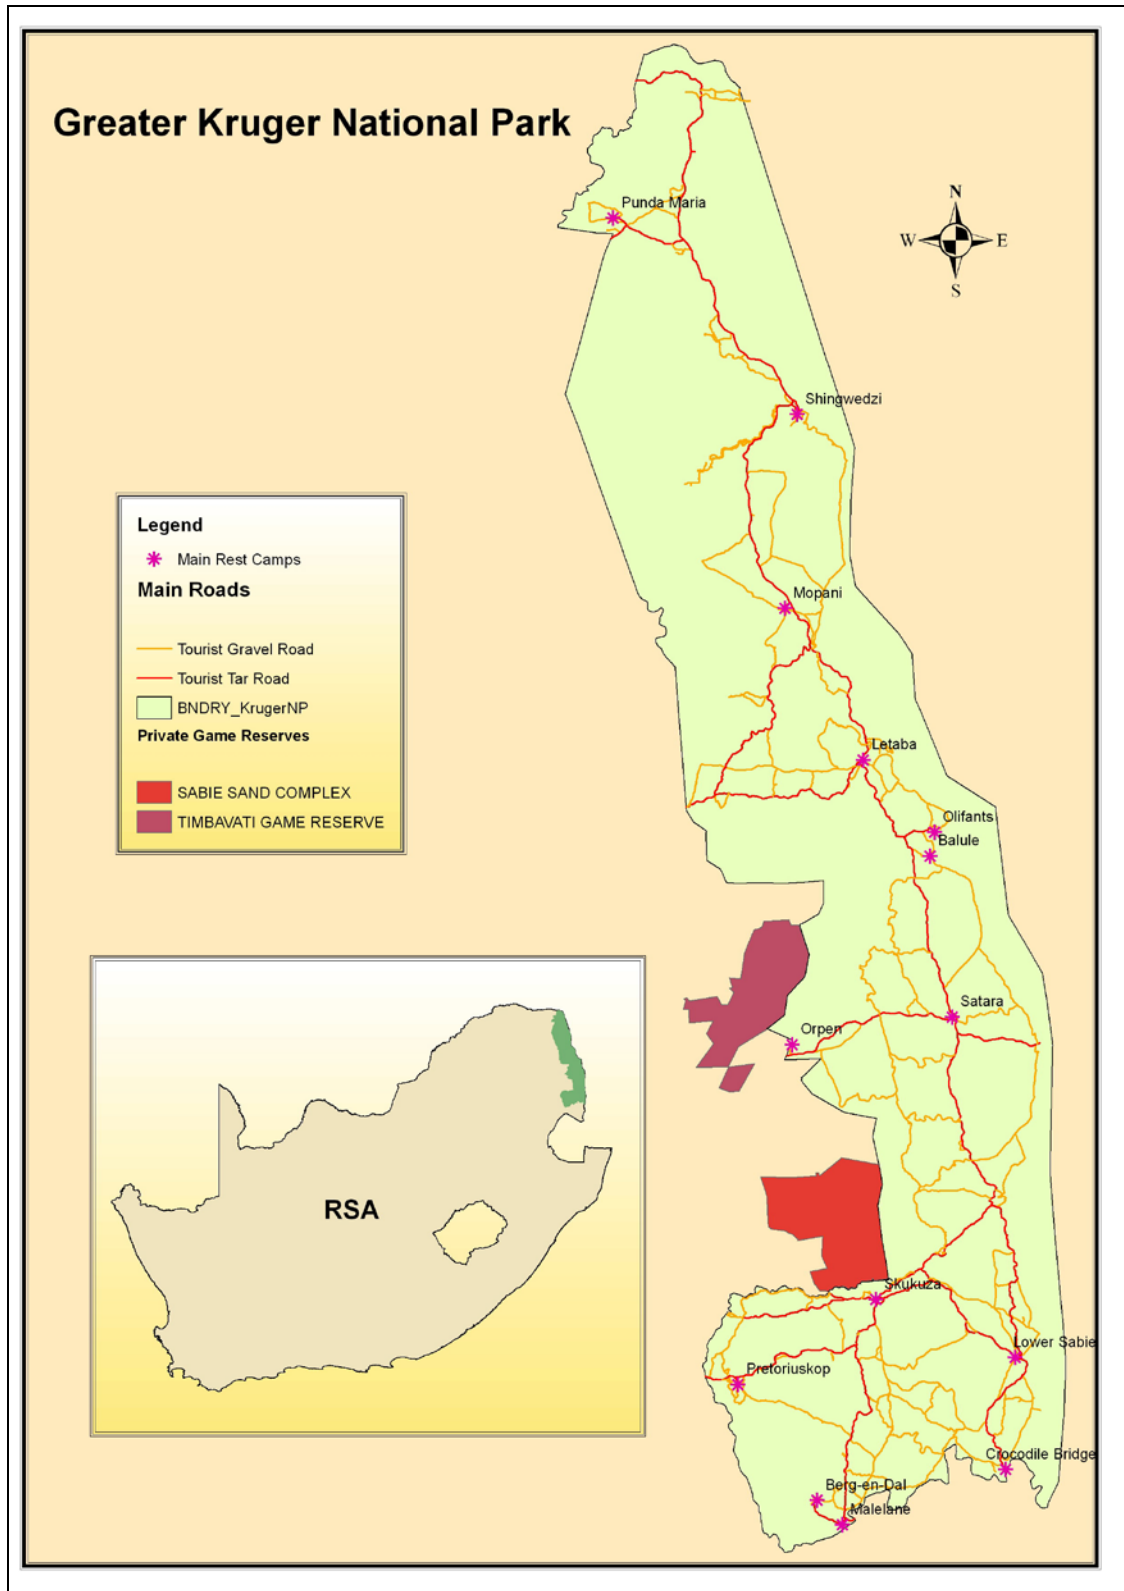 Greater Kruger National Park
N
W E
S
Punda Maria
Shingwedzi
Mopani
Letaba
Olifants
Balule
Satara
Orpen
Skukuza
Lower Sabie
Pretoriuskop
Crocodile Bridge
Berg-en-Dal
Malelane
Legend
Main Rest Camps
Main Roads
Tourist Gravel Road
Tourist Tar Road
BNDRY_KrugerNP
Private Game Reserves
SABIE SAND COMPLEX
TIMBAVATI GAME RESERVE
RSA